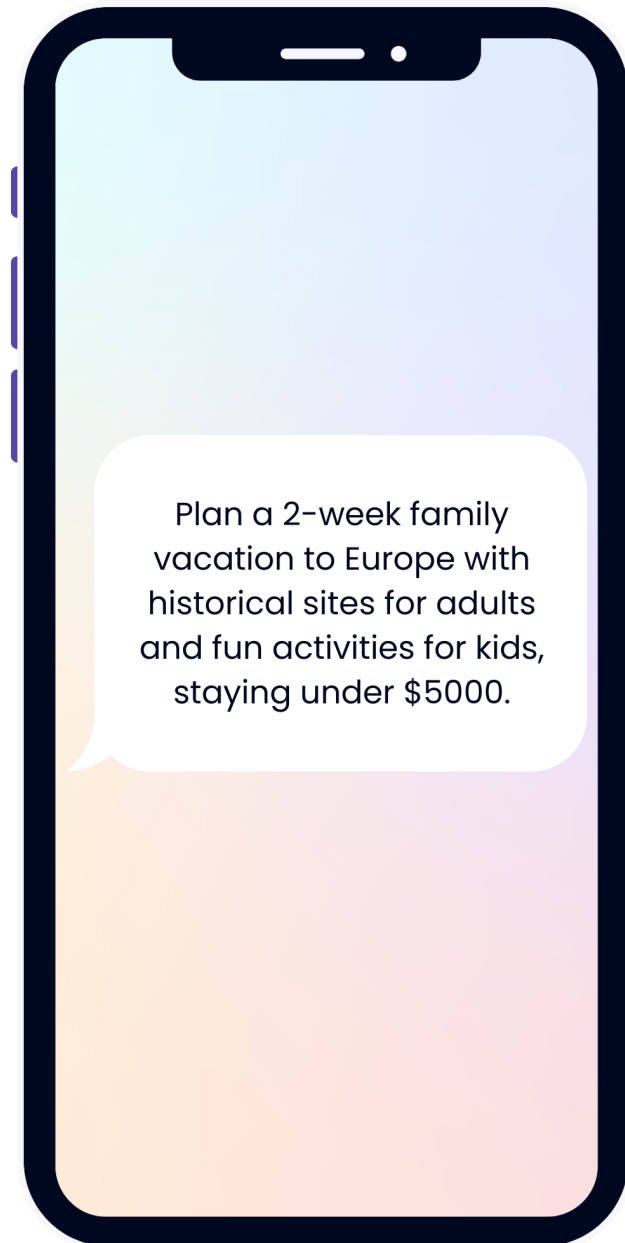 Plan a 2-week family
vacation to Europe with
historical sites for adults
and fun activities for kids,
staying under $5000.